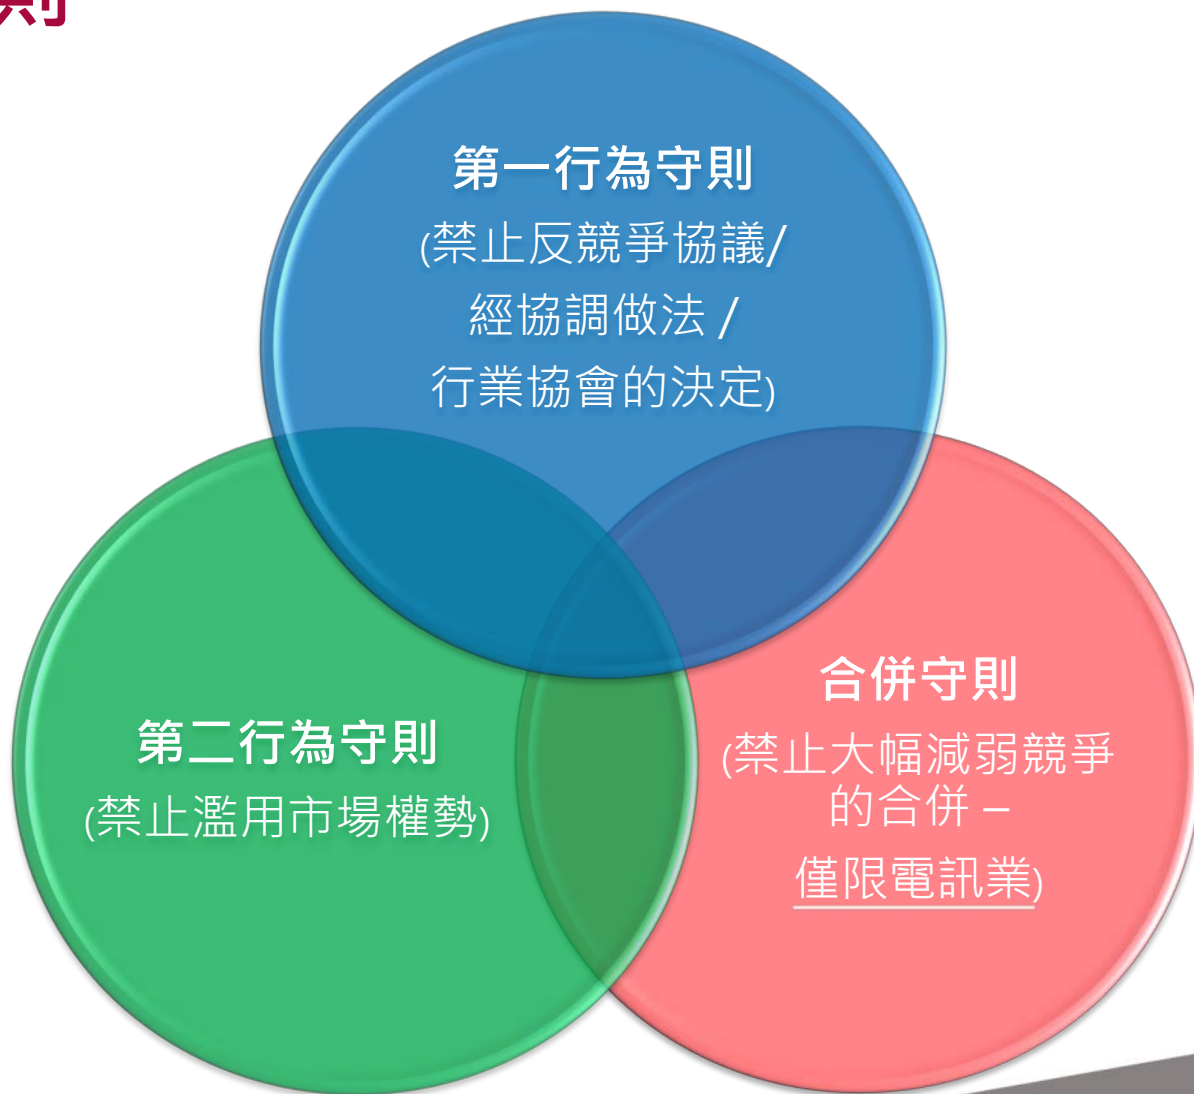 則
第一行為守則
(禁止反競爭協議/
經協調做法 /
行業協會的決定)
第二行為守則
(禁止濫用市場權勢)
合併守則
(禁止大幅減弱競爭
的合併 –
僅限電訊業)